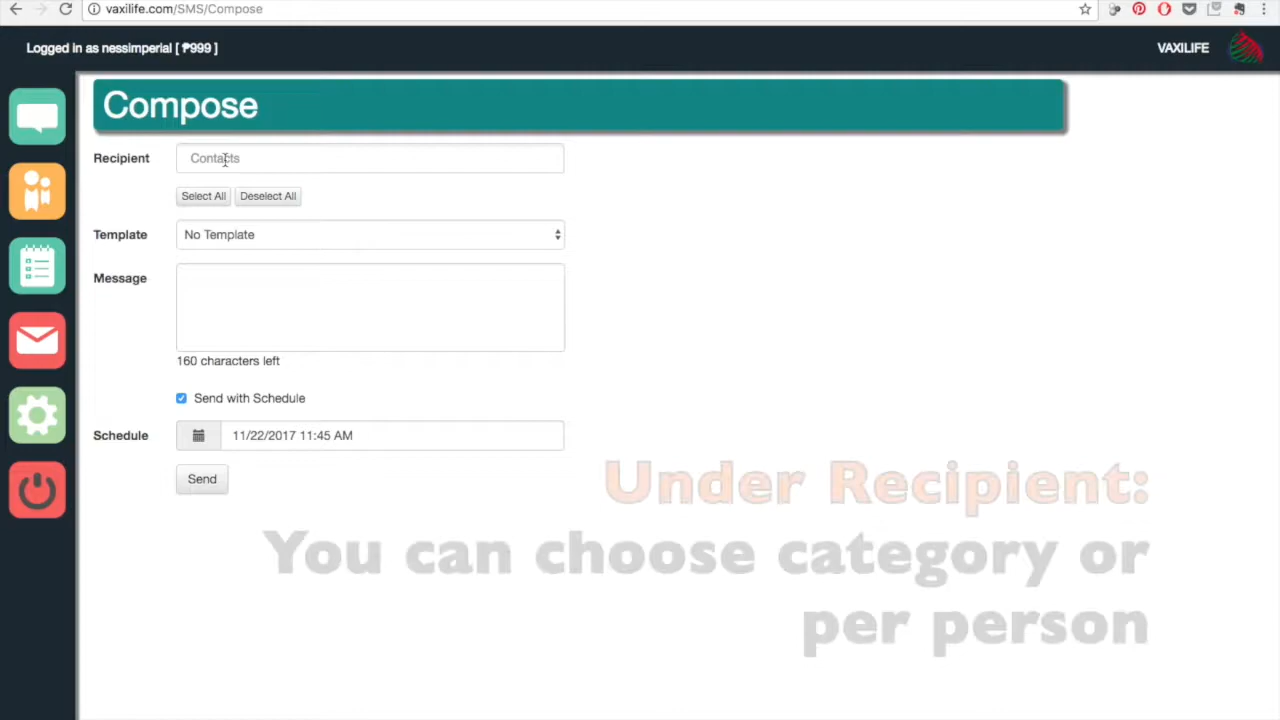 vaxilife.com/SMS/Compose
Logged in as nessimperial [ ₱999 ]
VAXILIFE
Compose
Recipient
Contacts
Select All
Deselect All
Template
No Template
Message
160 characters left
Send with Schedule
Schedule
11/22/2017 11:45 AM
Send
Under Recipient:
You can choose category or
per person